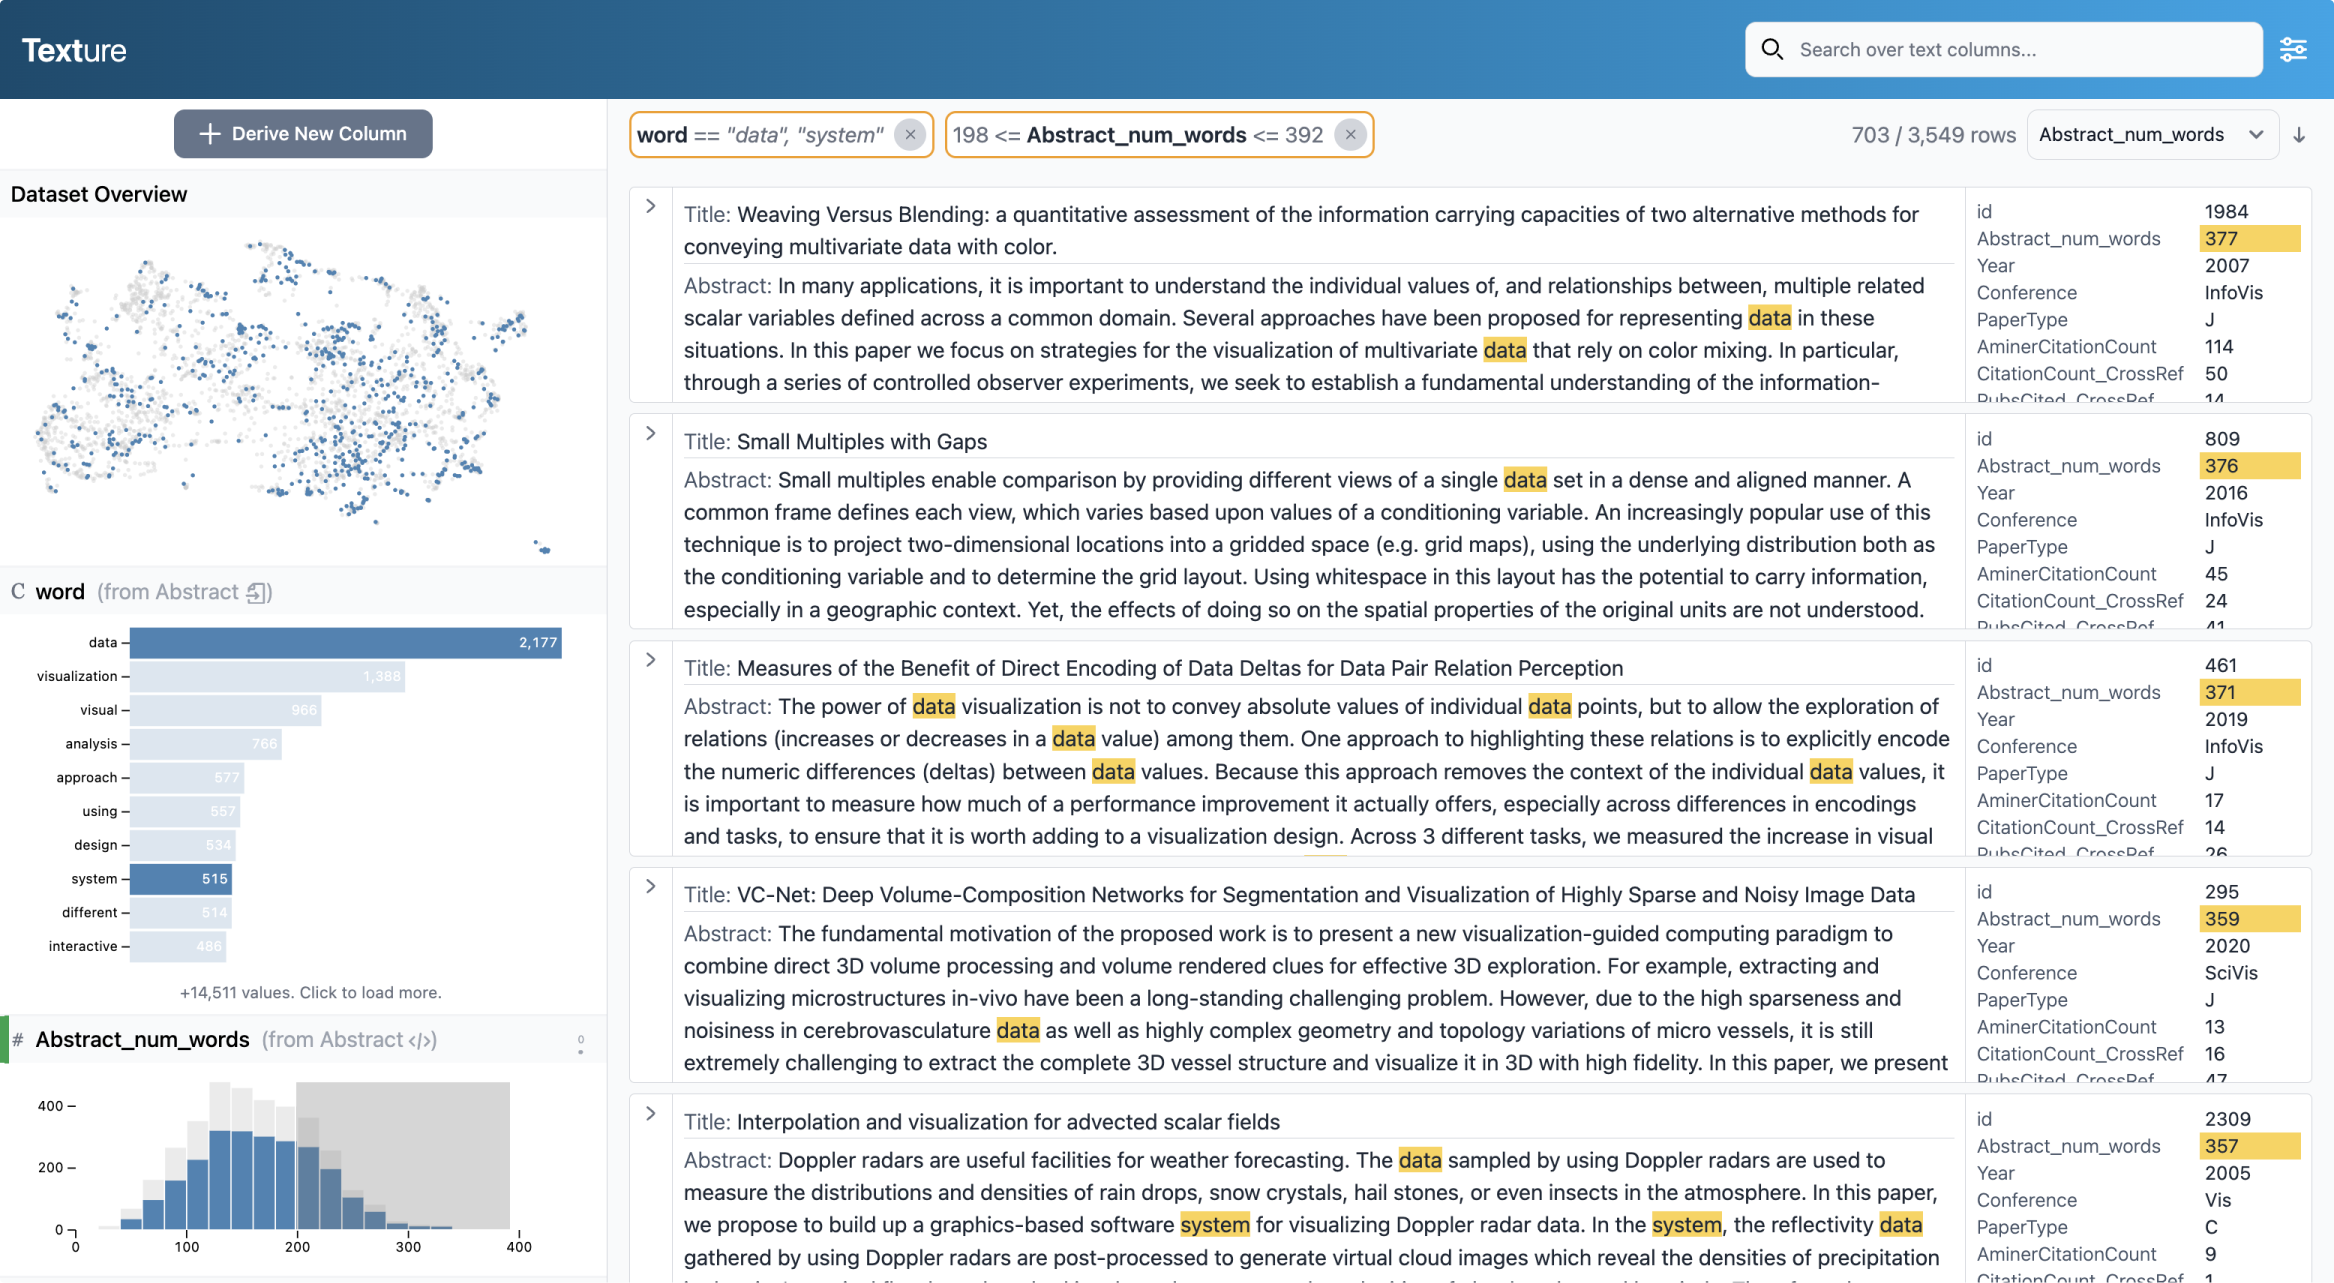 Texture
Search over text columns...
Derive New Column
word == "data", "system" ×
198 <= Abstract_num_words <= 392 ×
703 / 3,549 rows
Abstract_num_words
Dataset Overview
C word (from Abstract)
data 2,177
visualization 1,388
visual 966
analysis 766
approach 577
using 557
design 534
system 515
different 514
interactive 486
+14,511 values. Click to load more.
# Abstract_num_words (from Abstract </>)
0
400
200
0
0 100 200 300 400
Title: Weaving Versus Blending: a quantitative assessment of the information carrying capacities of two alternative methods for
conveying multivariate data with color.
Abstract: In many applications, it is important to understand the individual values of, and relationships between, multiple related
scalar variables defined across a common domain. Several approaches have been proposed for representing data in these
situations. In this paper we focus on strategies for the visualization of multivariate data that rely on color mixing. In particular,
through a series of controlled observer experiments, we seek to establish a fundamental understanding of the information-
id 1984
Abstract_num_words 377
Year 2007
Conference InfoVis
PaperType J
AminerCitationCount 114
CitationCount_CrossRef 50
PubsCited_CrossRef 14
Title: Small Multiples with Gaps
Abstract: Small multiples enable comparison by providing different views of a single data set in a dense and aligned manner. A
common frame defines each view, which varies based upon values of a conditioning variable. An increasingly popular use of this
technique is to project two-dimensional locations into a gridded space (e.g. grid maps), using the underlying distribution both as
the conditioning variable and to determine the grid layout. Using whitespace in this layout has the potential to carry information,
especially in a geographic context. Yet, the effects of doing so on the spatial properties of the original units are not understood.
id 809
Abstract_num_words 376
Year 2016
Conference InfoVis
PaperType J
AminerCitationCount 45
CitationCount_CrossRef 24
PubsCited_CrossRef 41
Title: Measures of the Benefit of Direct Encoding of Data Deltas for Data Pair Relation Perception
Abstract: The power of data visualization is not to convey absolute values of individual data points, but to allow the exploration of
relations (increases or decreases in a data value) among them. One approach to highlighting these relations is to explicitly encode
the numeric differences (deltas) between data values. Because this approach removes the context of the individual data values, it
is important to measure how much of a performance improvement it actually offers, especially across differences in encodings
and tasks, to ensure that it is worth adding to a visualization design. Across 3 different tasks, we measured the increase in visual
id 461
Abstract_num_words 371
Year 2019
Conference InfoVis
PaperType J
AminerCitationCount 17
CitationCount_CrossRef 14
PubsCited_CrossRef 26
Title: VC-Net: Deep Volume-Composition Networks for Segmentation and Visualization of Highly Sparse and Noisy Image Data
Abstract: The fundamental motivation of the proposed work is to present a new visualization-guided computing paradigm to
combine direct 3D volume processing and volume rendered clues for effective 3D exploration. For example, extracting and
visualizing microstructures in-vivo have been a long-standing challenging problem. However, due to the high sparseness and
noisiness in cerebrovasculature data as well as highly complex geometry and topology variations of micro vessels, it is still
extremely challenging to extract the complete 3D vessel structure and visualize it in 3D with high fidelity. In this paper, we present
id 295
Abstract_num_words 359
Year 2020
Conference SciVis
PaperType J
AminerCitationCount 13
CitationCount_CrossRef 16
PubsCited_CrossRef 47
Title: Interpolation and visualization for advected scalar fields
Abstract: Doppler radars are useful facilities for weather forecasting. The data sampled by using Doppler radars are used to
measure the distributions and densities of rain drops, snow crystals, hail stones, or even insects in the atmosphere. In this paper,
we propose to build up a graphics-based software system for visualizing Doppler radar data. In the system, the reflectivity data
gathered by using Doppler radars are post-processed to generate virtual cloud images which reveal the densities of precipitation
id 2309
Abstract_num_words 357
Year 2005
Conference Vis
PaperType C
AminerCitationCount 9
CitationCount_CrossRef